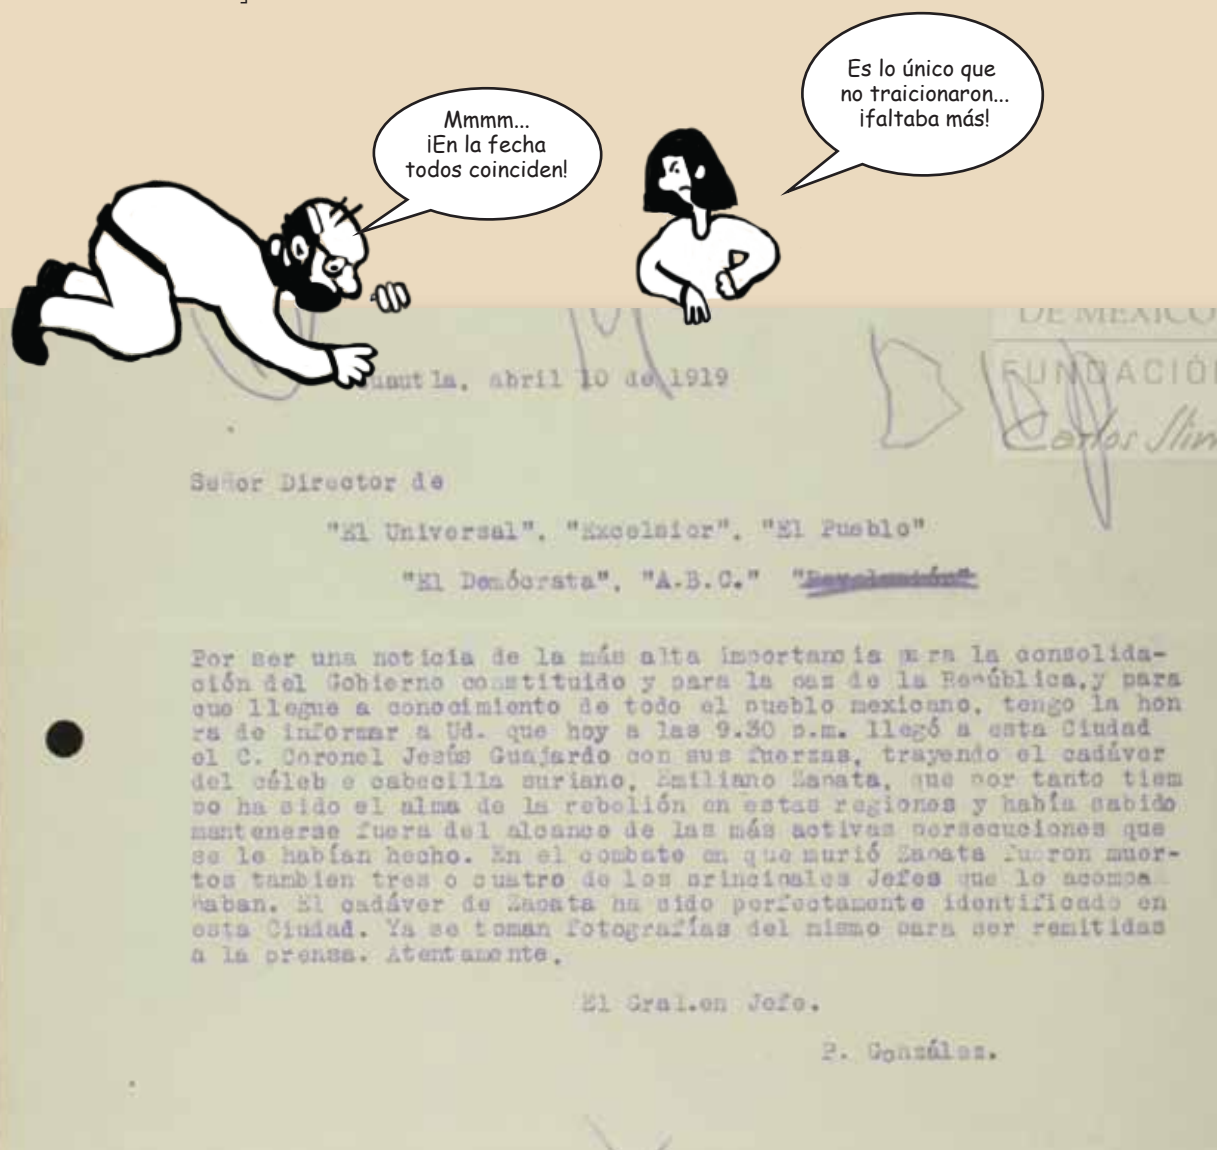 Mmmm...
¡En la fecha
todos coinciden!
Es lo único que
no traicionaron...
¡faltaba más!
DE MEXICO
FUNDACIÓN
Carlos Slim
uautla, abril 10 de 1919
Señor Director de
"El Universal", "Excelsior", "El Pueblo"
"El Demócrata", "A.B.C." "Revolución"
Por ser una noticia de la más alta importancia para la consolida-
ción del Gobierno constituido y para la paz de la República, y para
que llegue a conocimiento de todo el pueblo mexicano, tengo la hon
ra de informar a Ud. que hoy a las 9.30 p.m. llegó a esta Ciudad
el C. Coronel Jesús Guajardo con sus fuerzas, trayendo el cadáver
del céleb e cabecilla suriano, Emiliano Zapata, que por tanto tiem
po ha sido el alma de la rebelión en estas regiones y había sabido
mantenerse fuera del alcance de las más activas persecuciones que
se le habían hecho. En el combate en que murió Zapata fueron muer-
tos tambien tres o cuatro de los principales Jefes que lo acompa
ñaban. El cadáver de Zapata ha sido perfectamente identificado en
esta Ciudad. Ya se toman fotografías del mismo para ser remitidas
a la prensa. Atentamente,
El Gral.en Jefe.
P. González.